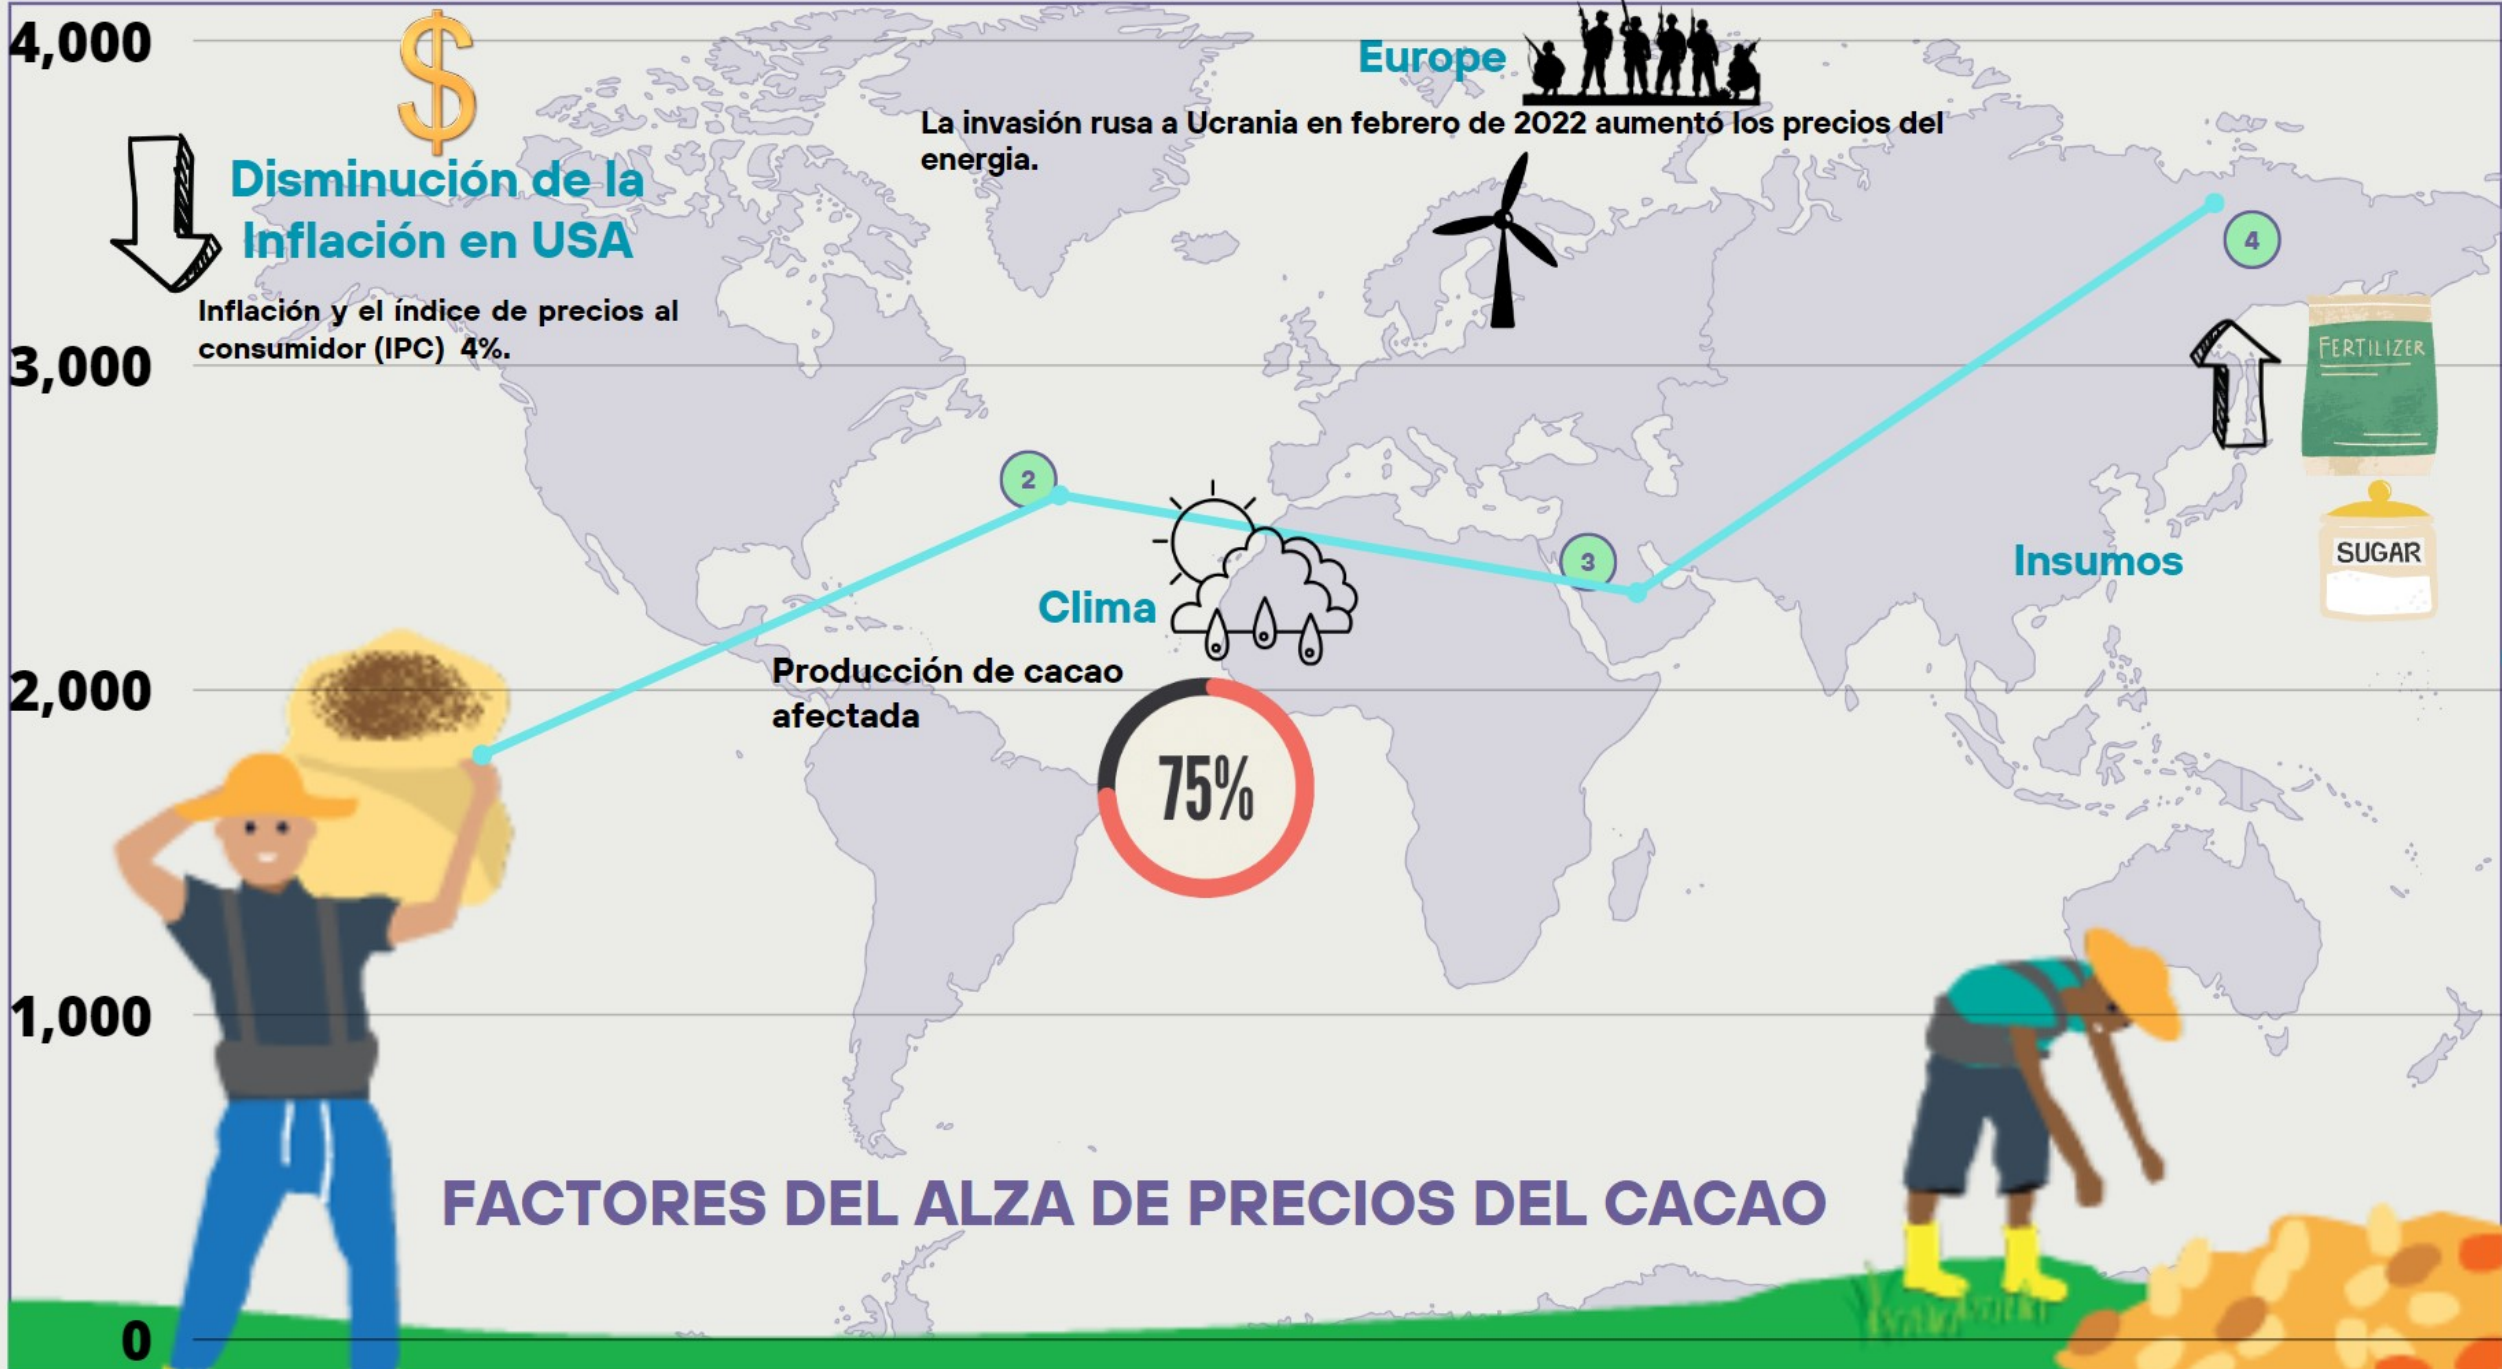 4,000
3,000
2,000
1,000
0
Disminución de la
Inflación en USA
Inflación y el índice de precios al
consumidor (IPC) 4%.
Europe
La invasión rusa a Ucrania en febrero de 2022 aumentó los precios del
energia.
2
3
4
Clima
Producción de cacao
afectada
75%
FERTILIZER
Insumos
SUGAR
FACTORES DEL ALZA DE PRECIOS DEL CACAO